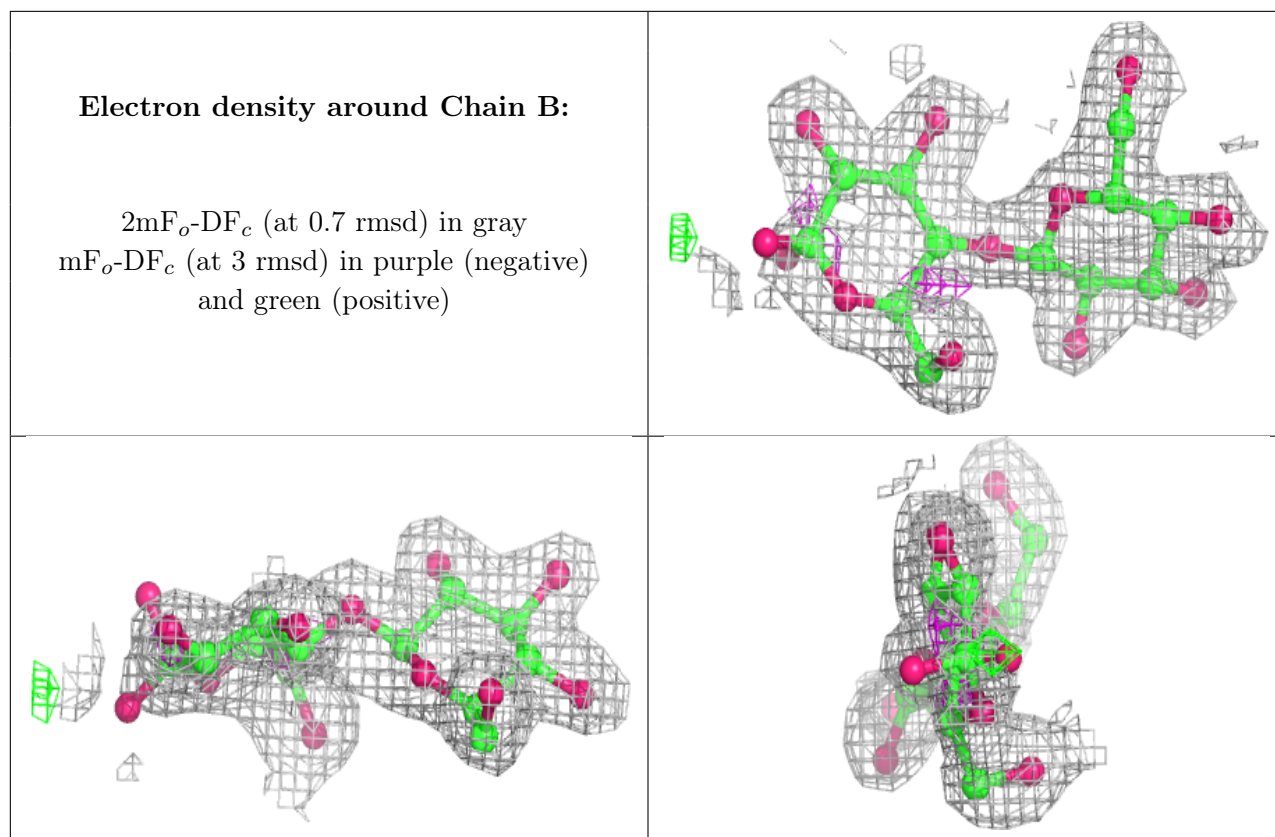 Electron density around Chain B:
2mFₒ-DF𝑐 (at 0.7 rmsd) in gray
mFₒ-DF𝑐 (at 3 rmsd) in purple (negative)
and green (positive)